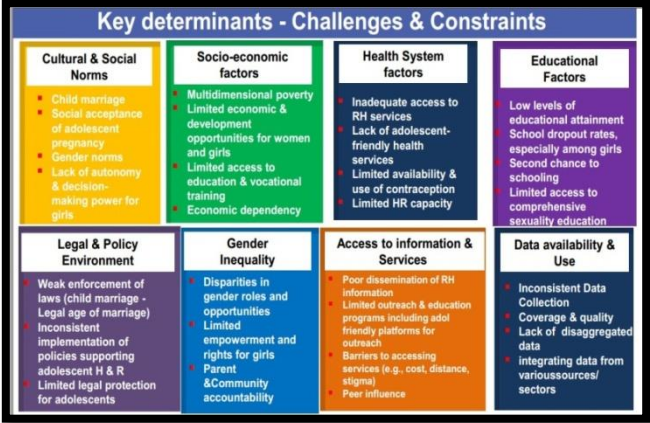 Key determinants - Challenges & Constraints
Cultural & Social
Norms
Child marriage
Social acceptance
of adolescent
pregnancy
Gender norms
Lack of autonomy
& decision-
making power for
girls
Socio-economic
factors
Multidimensional poverty
Limited economic &
development
opportunities for women
and girls
Limited access to
education & vocational
training
Economic dependency
Health System
factors
Inadequate access to
RH services
Lack of adolescent-
friendly health
services
Limited availability &
use of contraception
Limited HR capacity
Educational
Factors
Low levels of
educational attainment
School dropout rates,
especially among girls
Second chance to
schooling
Limited access to
comprehensive
sexuality education
Legal & Policy
Environment
Weak enforcement of
laws (child marriage -
Legal age of marriage)
Inconsistent
implementation of
policies supporting
adolescent H & R
Limited legal protection
for adolescents
Gender
Inequality
Disparities in
gender roles and
opportunities
Limited
empowerment and
rights for girls
Parent
&Community
accountability
Access to information &
Services
Poor dissemination of RH
information
Limited outreach & education
programs including adol
friendly platforms for
outreach
Barriers to accessing
services (e.g., cost, distance,
stigma)
Peer influence
Data availability &
Use
Inconsistent Data
Collection
Coverage & quality
Lack of disaggregated
data
integrating data from
varioussources/
sectors